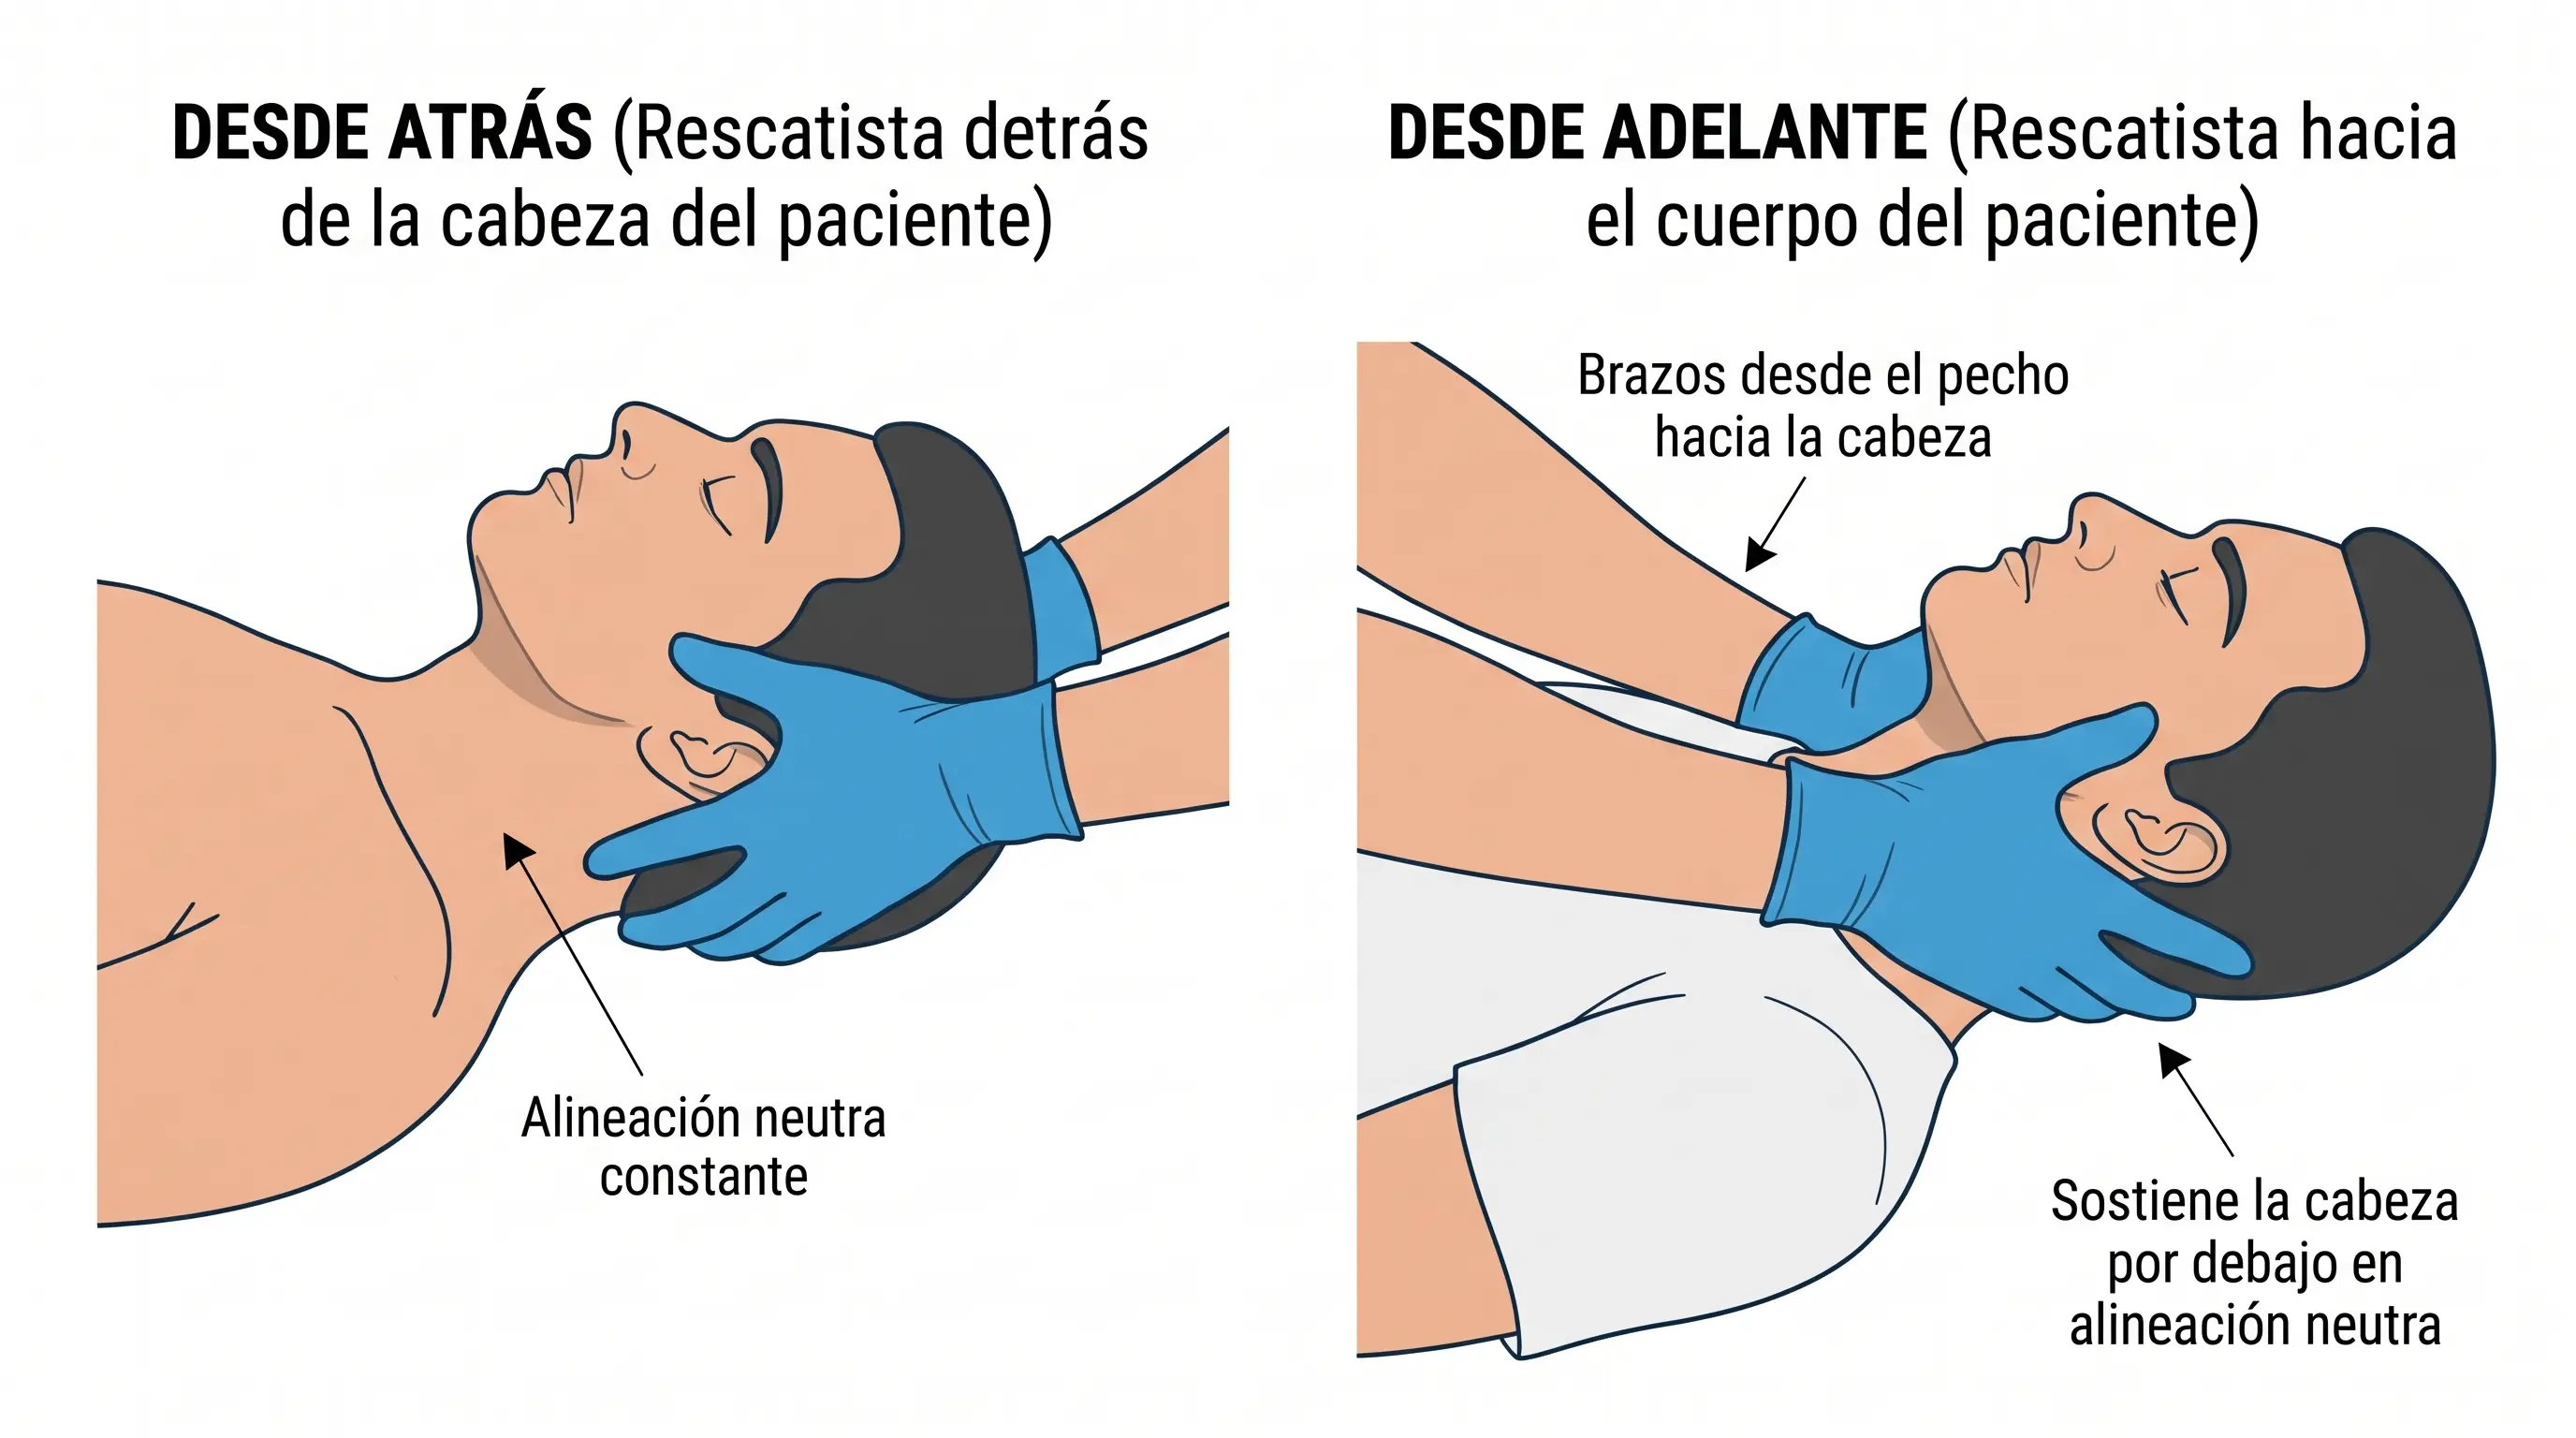 DESDE ATRÁS (Rescatista detrás
de la cabeza del paciente)
Alineación neutra
constante
DESDE ADELANTE (Rescatista hacia
el cuerpo del paciente)
Brazos desde el pecho
hacia la cabeza
Sostiene la cabeza
por debajo en
alineación neutra